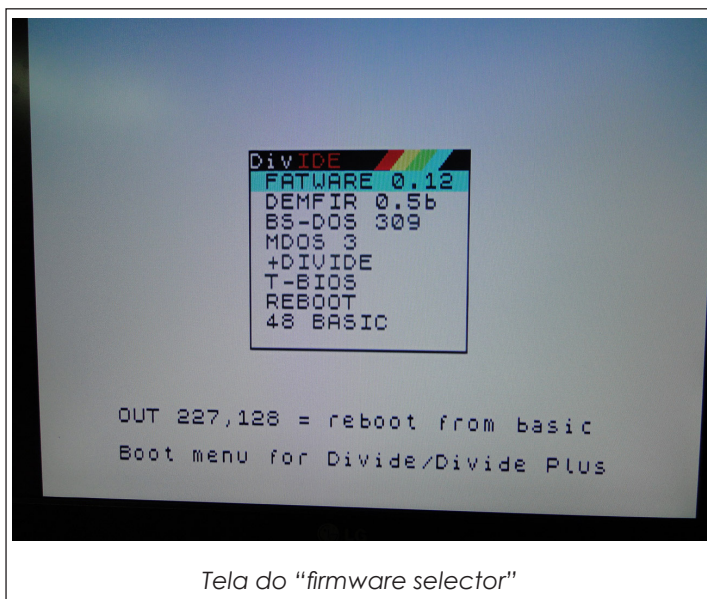 DivIDE
FATWARE 0.12
DEMFIR 0.5b
BS-DOS 309
MDOS 3
+DIVIDE
T-BIOS
REBOOT
48 BASIC
OUT 227,128 = reboot from basic
Boot menu for Divide/Divide Plus
LG
Tela do “firmware selector”